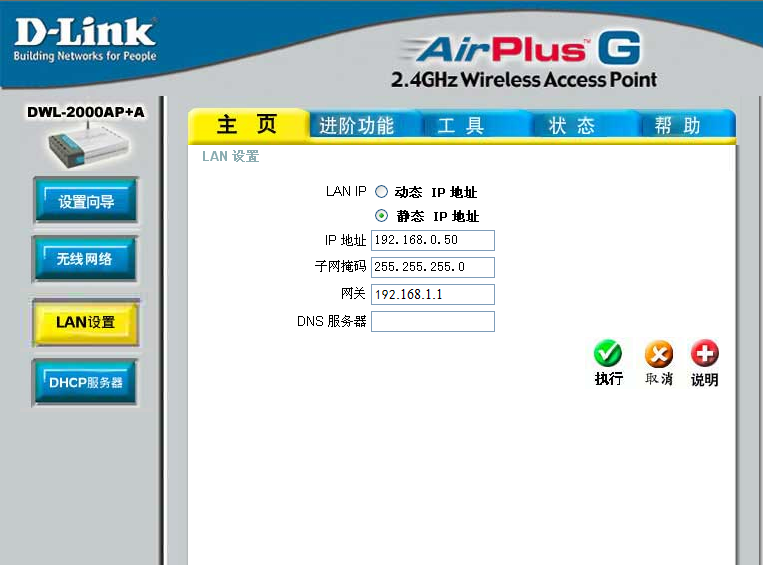 D-Link
Building Networks for People
AirPlus™ G
2.4GHz Wireless Access Point
DWL-2000AP+A
主 页 进阶功能 工 具 状 态 帮 助
设置向导
无线网络
LAN设置
DHCP服务器
LAN 设置
LAN IP 动态 IP 地址
静态 IP 地址
IP 地址 192.168.0.50
子网掩码 255.255.255.0
网关 192.168.1.1
DNS 服务器
执行 取消 说明